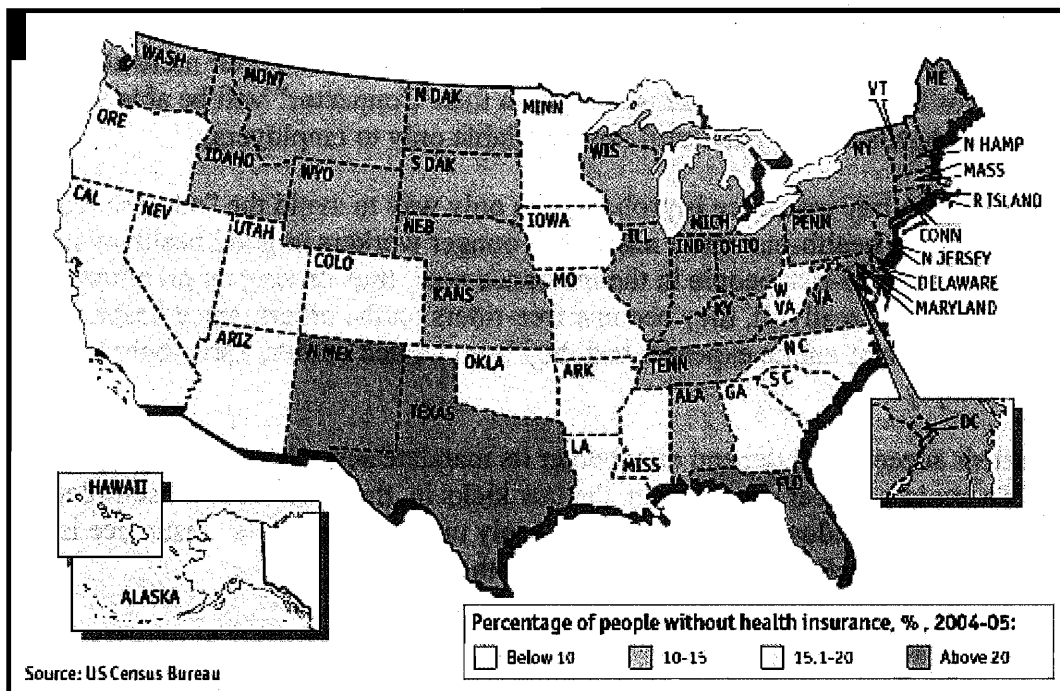 WASH
MONT
N DAK
MINN
ORE
IDAHO
WYO
S DAK
WIS
MICH
NY
VT
ME
N HAMP
MASS
R ISLAND
CONN
N JERSEY
DELAWARE
MARYLAND
CAL
NEV
UTAH
COLO
NEB
IOWA
ILL
IND
OHIO
PENN
KANS
MO
KY
W
VA
VA
ARIZ
N MEX
OKLA
ARK
TENN
N C
S C
TEXAS
LA
MISS
ALA
GA
FLO
DC
HAWAII
ALASKA
Percentage of people without health insurance, %, 2004-05:
Below 10 10-15 15.1-20 Above 20
Source: US Census Bureau